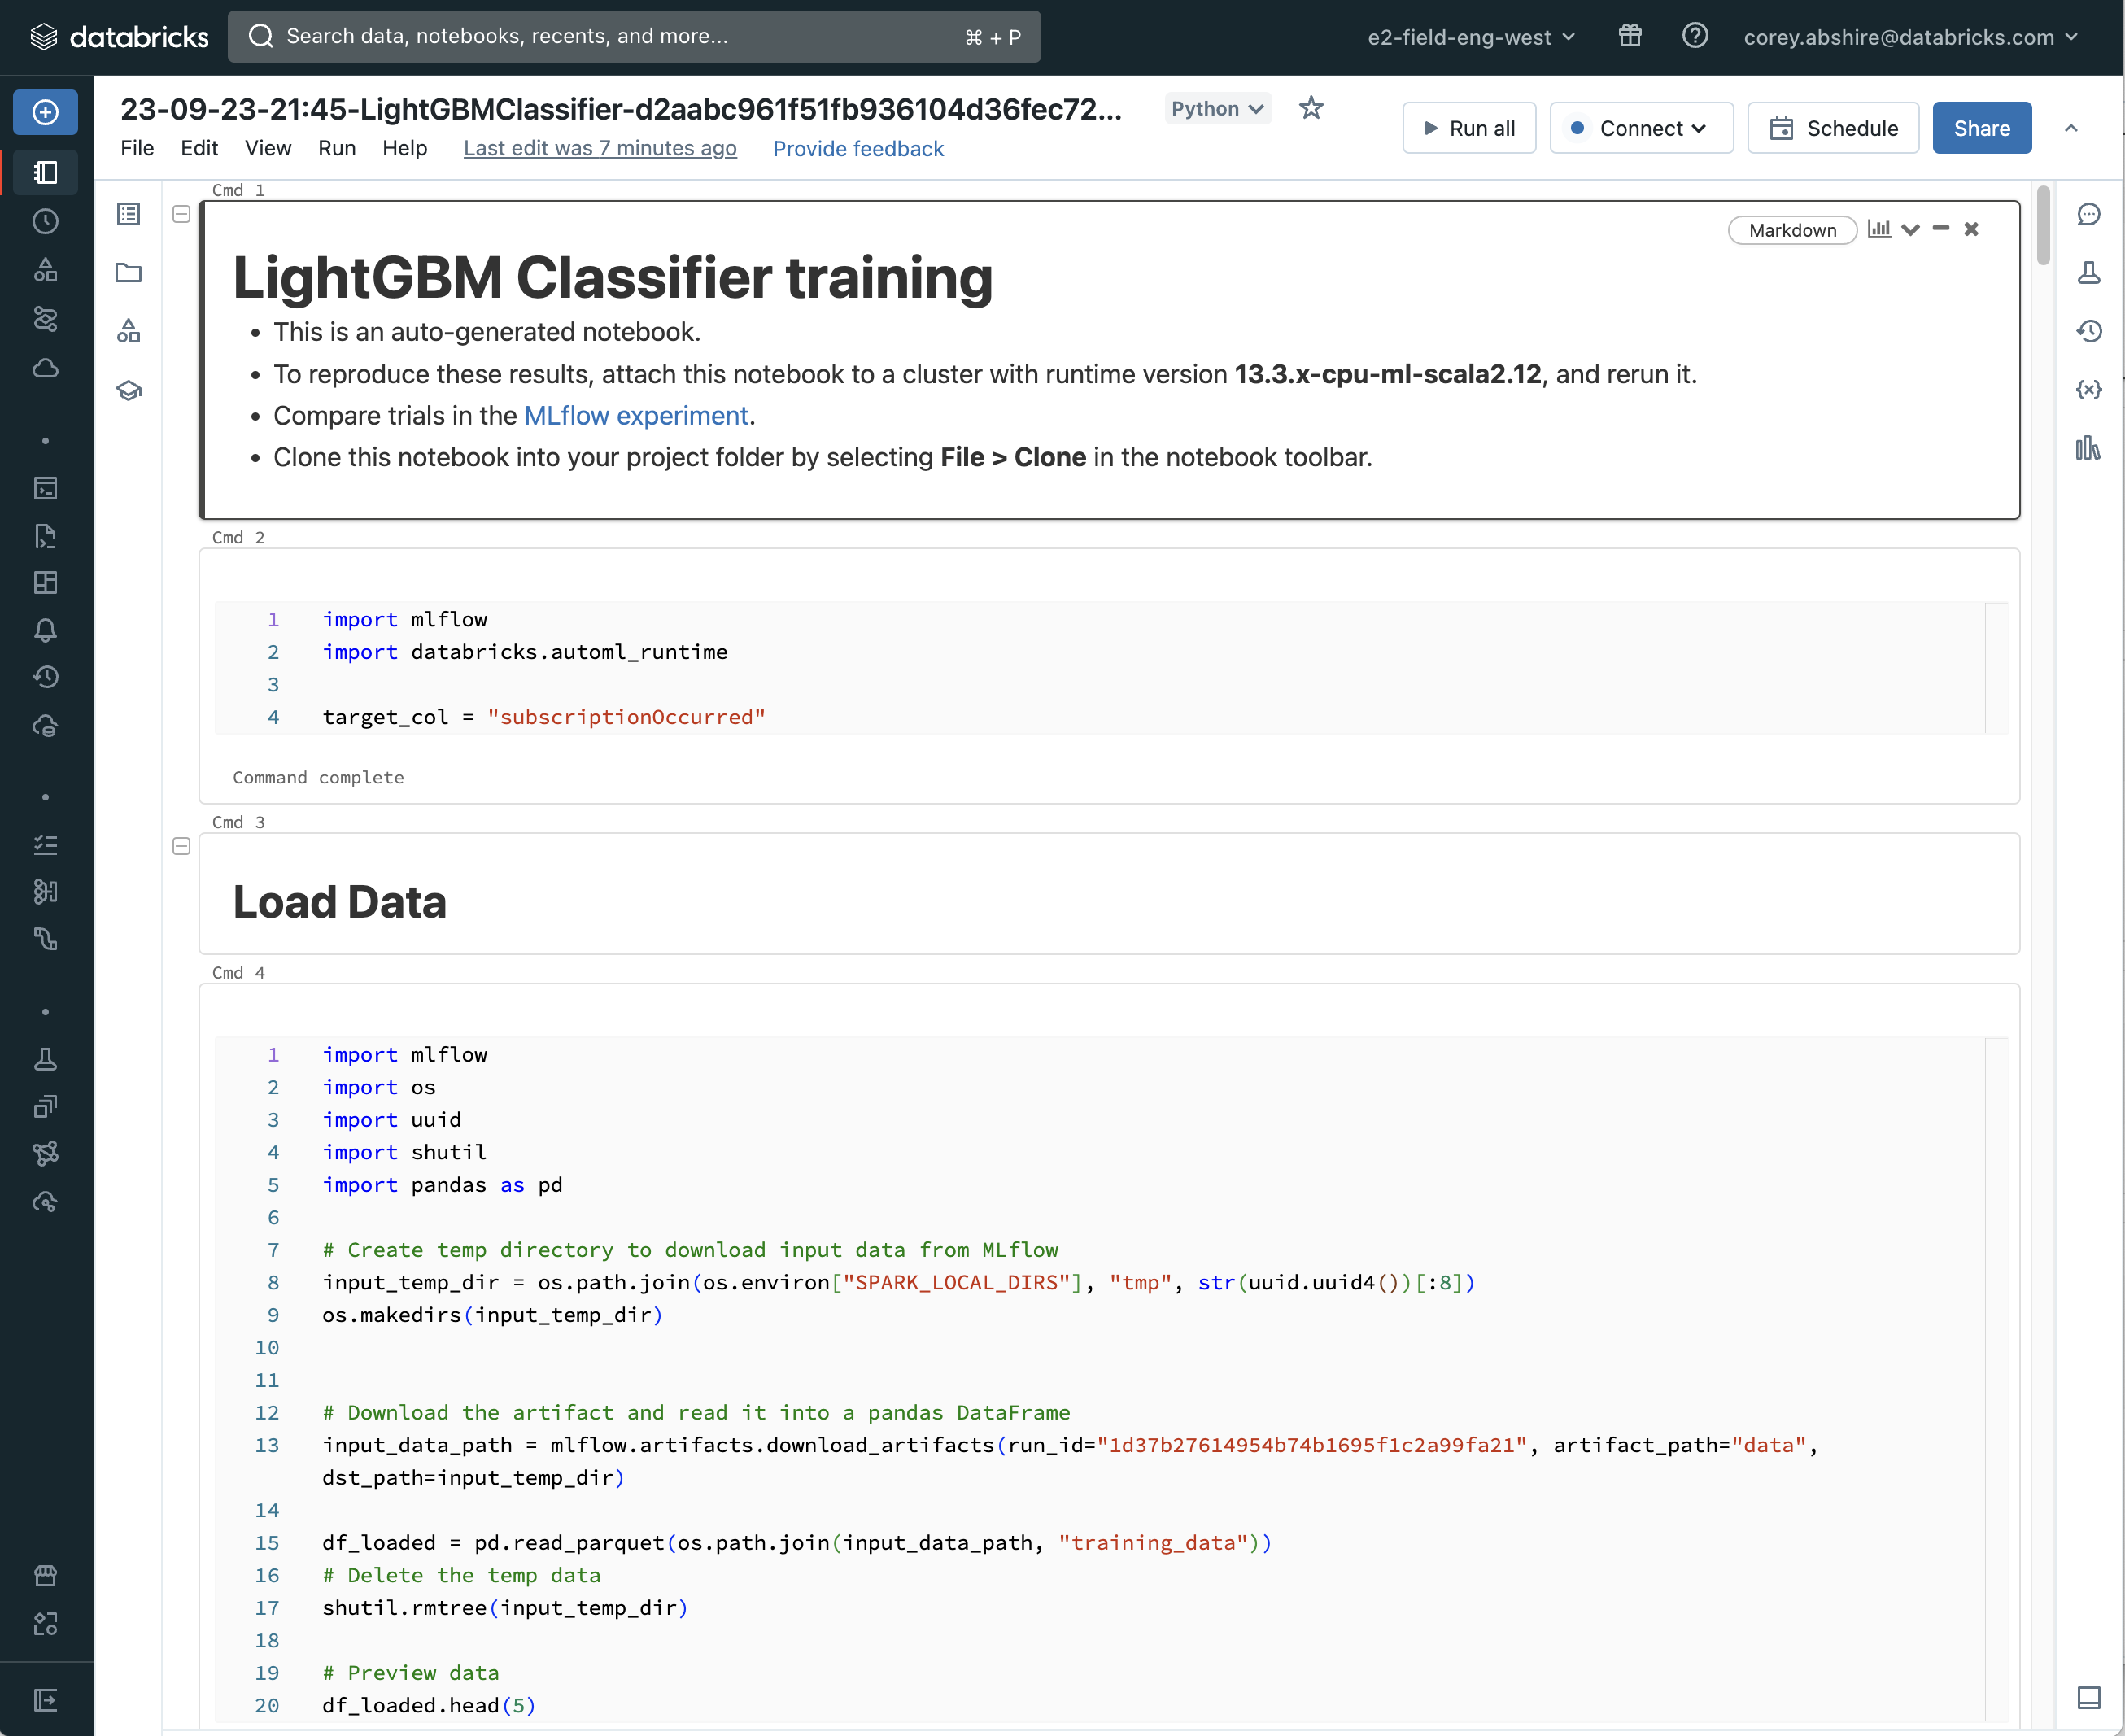 databricks
Search data, notebooks, recents, and more...
⌘ + P
e2-field-eng-west
corey.abshire@databricks.com
23-09-23-21:45-LightGBMClassifier-d2aabc961f51fb936104d36fec72...
Python
File Edit View Run Help Last edit was 7 minutes ago Provide feedback
Run all
Connect
Schedule
Share
Cmd 1
Markdown
LightGBM Classifier training
• This is an auto-generated notebook.
• To reproduce these results, attach this notebook to a cluster with runtime version 13.3.x-cpu-ml-scala2.12, and rerun it.
• Compare trials in the MLflow experiment.
• Clone this notebook into your project folder by selecting File > Clone in the notebook toolbar.
Cmd 2
1 import mlflow
2 import databricks.automl_runtime
3
4 target_col = "subscriptionOccurred"
Command complete
Cmd 3
Load Data
Cmd 4
1 import mlflow
2 import os
3 import uuid
4 import shutil
5 import pandas as pd
6
7 # Create temp directory to download input data from MLflow
8 input_temp_dir = os.path.join(os.environ["SPARK_LOCAL_DIRS"], "tmp", str(uuid.uuid4())[:8])
9 os.makedirs(input_temp_dir)
10
11
12 # Download the artifact and read it into a pandas DataFrame
13 input_data_path = mlflow.artifacts.download_artifacts(run_id="1d37b27614954b74b1695f1c2a99fa21", artifact_path="data",
dst_path=input_temp_dir)
14
15 df_loaded = pd.read_parquet(os.path.join(input_data_path, "training_data"))
16 # Delete the temp data
17 shutil.rmtree(input_temp_dir)
18
19 # Preview data
20 df_loaded.head(5)